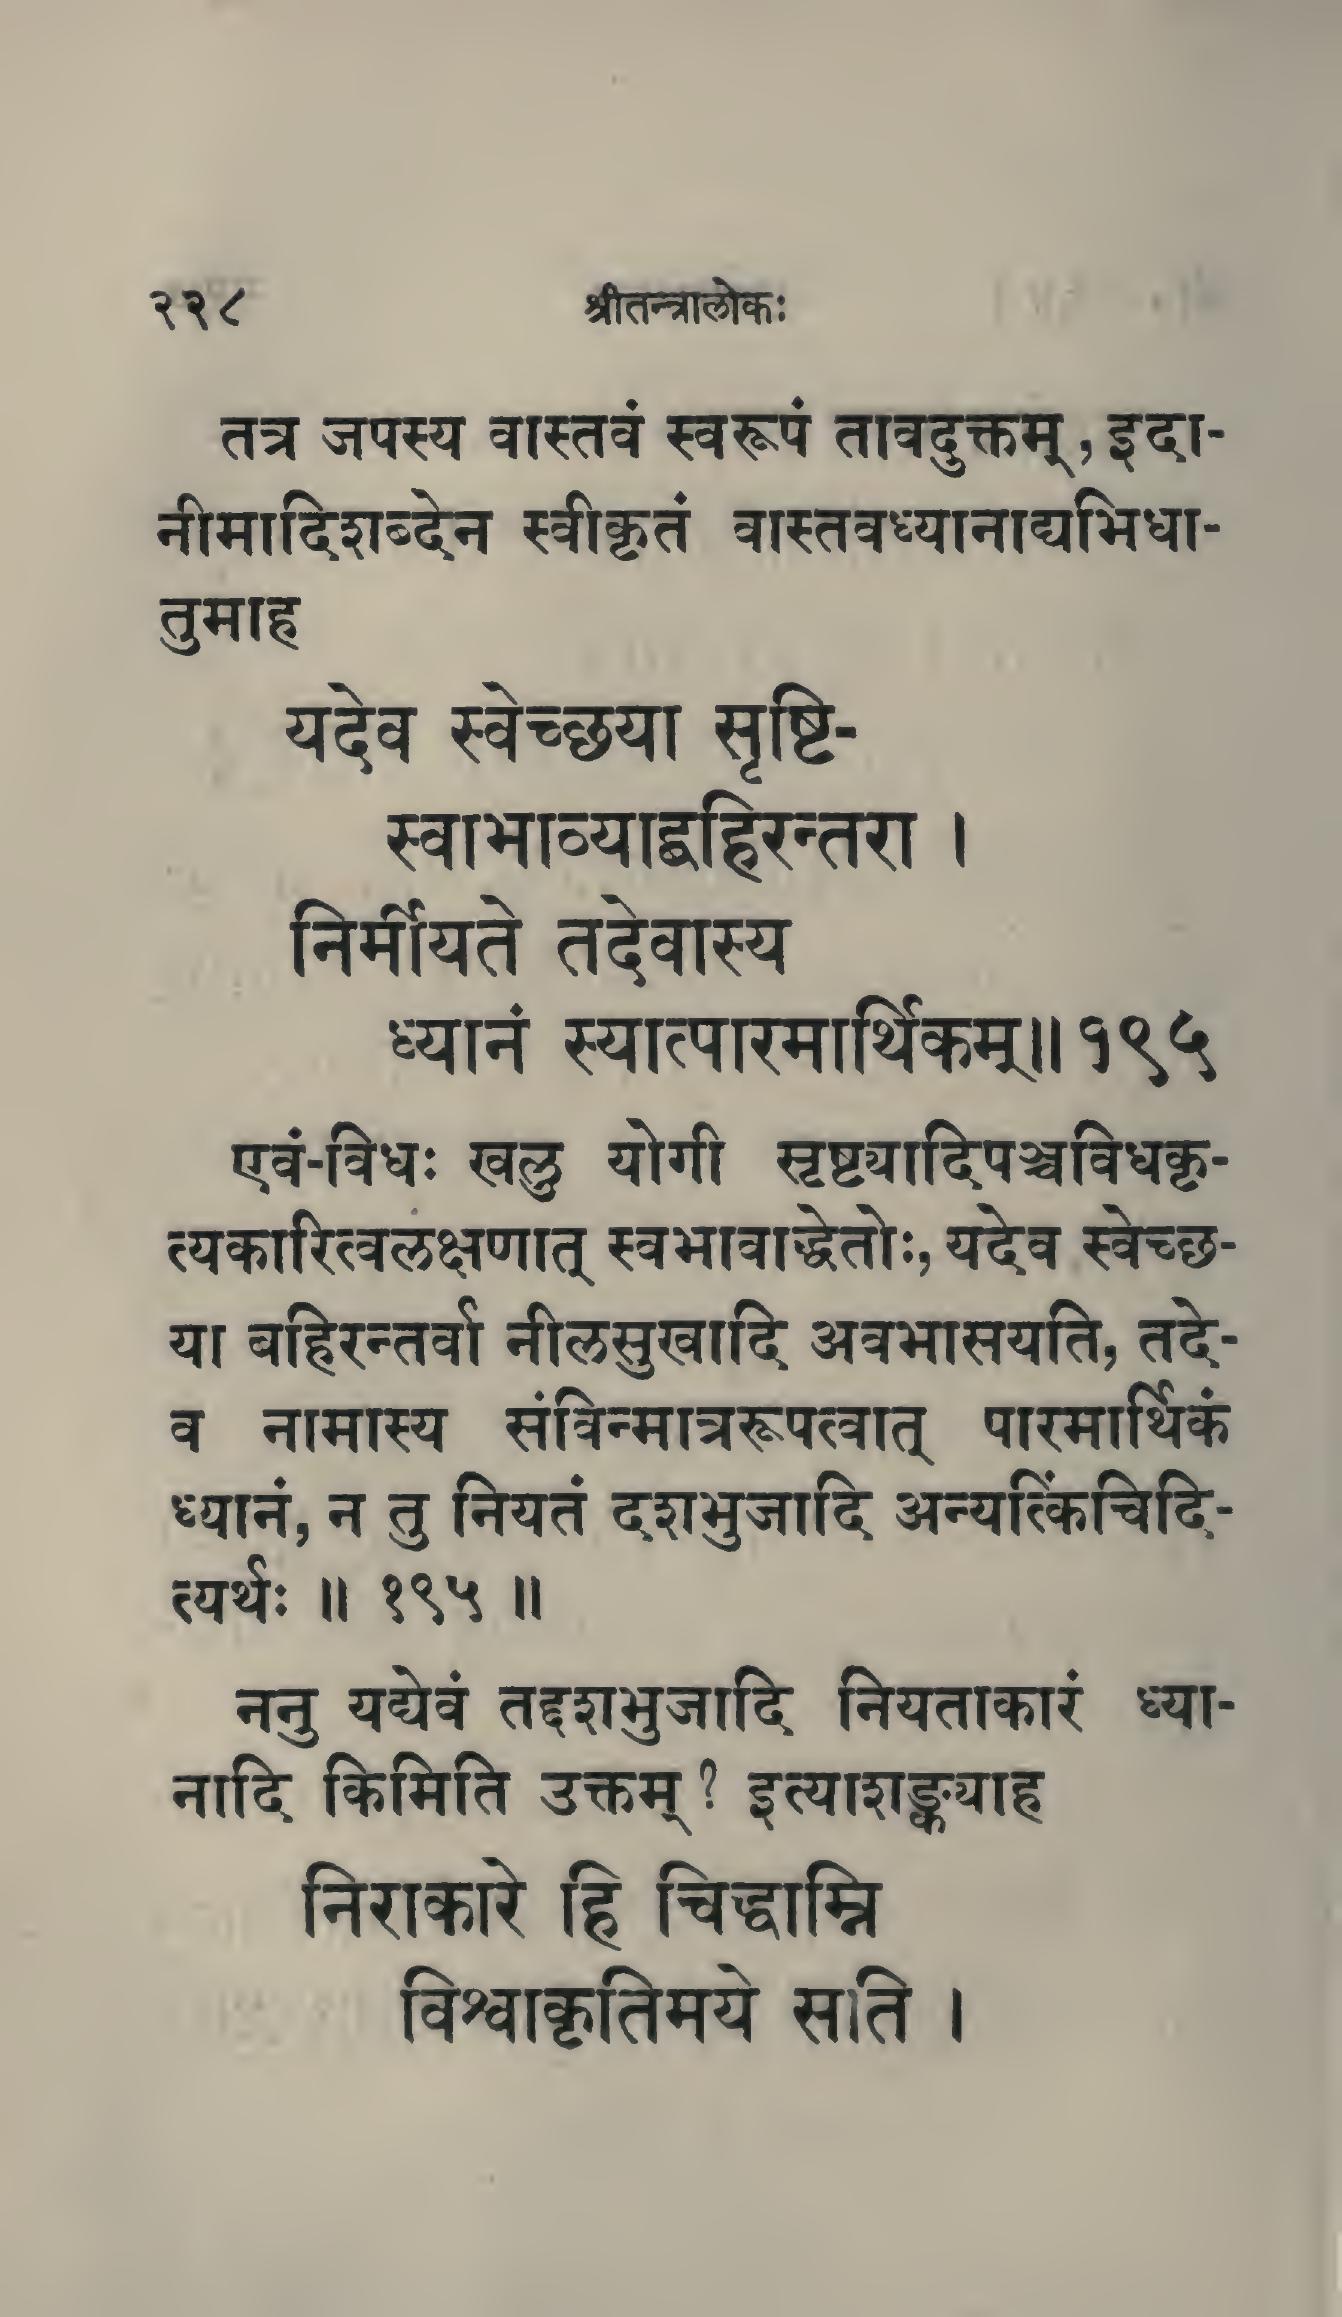 २२८ श्रीतन्त्रालोकः
तत्र जपस्य वास्तवं स्वरूपं तावदुक्तम्, इदा-
नीमादिशब्देन स्वीकृतं वास्तवध्यानाद्यभिधा-
तुमाह
यदेव स्वेच्छया सृष्टि-
स्वाभाव्याद्बहिरन्तरा ।
निर्मीयते तदेवास्य
ध्यानं स्यात्पारमार्थिकम्॥१९५
एवं-विधः खलु योगी सृष्ट्यादिपञ्चविधकृ-
त्यकारित्वलक्षणात् स्वभावाद्धेतोः, यदेव स्वेच्छ-
या बहिरन्तर्वा नीलसुखादि अवभासयति, तदे-
व नामास्य संविन्मात्ररूपत्वात् पारमार्थिकं
ध्यानं, न तु नियतं दशभुजादि अन्यत्किंचिदि-
त्यर्थः ॥ १९५ ॥
ननु यद्येवं तद्दशभुजादि नियताकारं ध्या-
नादि किमिति उक्तम्? इत्याशङ्कयाह
निराकारे हि चिद्धाम्नि
विश्वाकृतिमये सति ।